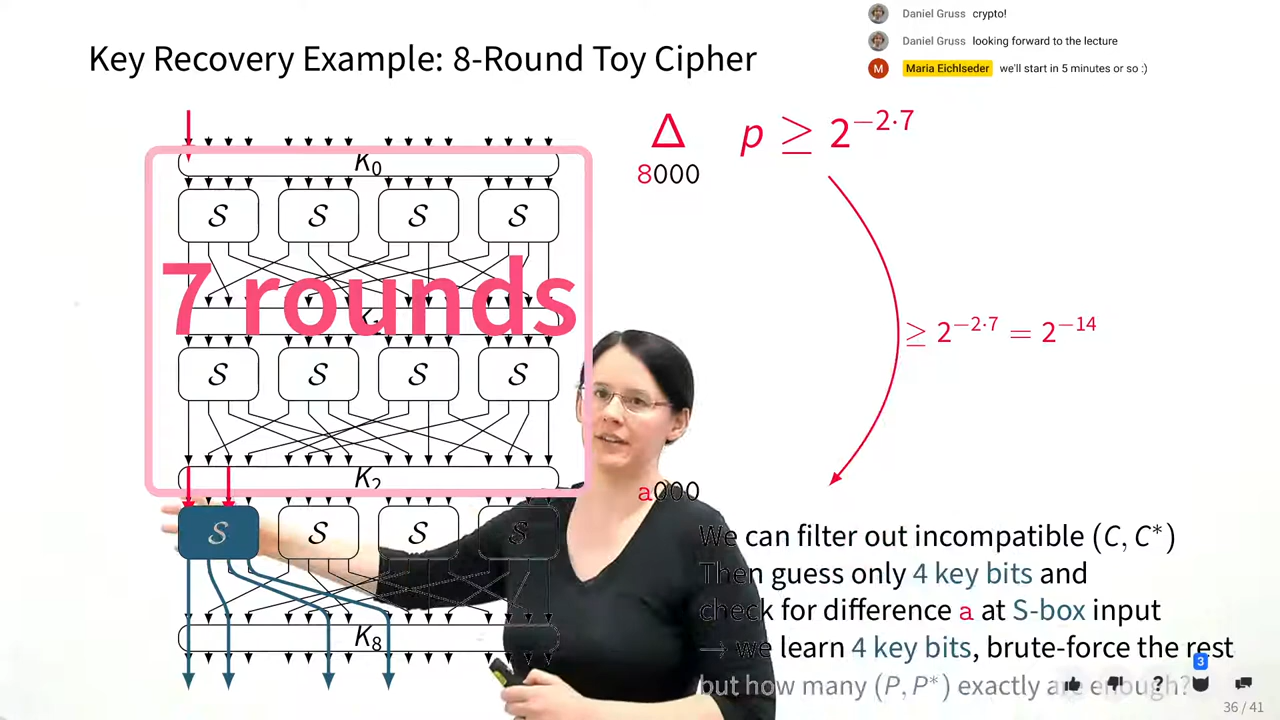 Daniel Gruss crypto!
Daniel Gruss looking forward to the lecture
M Maria Eichlseder we'll start in 5 minutes or so :)
Key Recovery Example: 8-Round Toy Cipher
Δ p ≥ 2^{−2·7}
8000
K₀
S S S S
7 rounds
≥ 2^{−2·7} = 2^{−14}
S S S S
K₂
a000
S S S S
We can filter out incompatible (C, C*)
Then guess only 4 key bits and
check for difference a at S-box input
K₈
→ we learn 4 key bits, brute-force the rest
but how many (P, P*) exactly are enough?
3
?
36 / 41